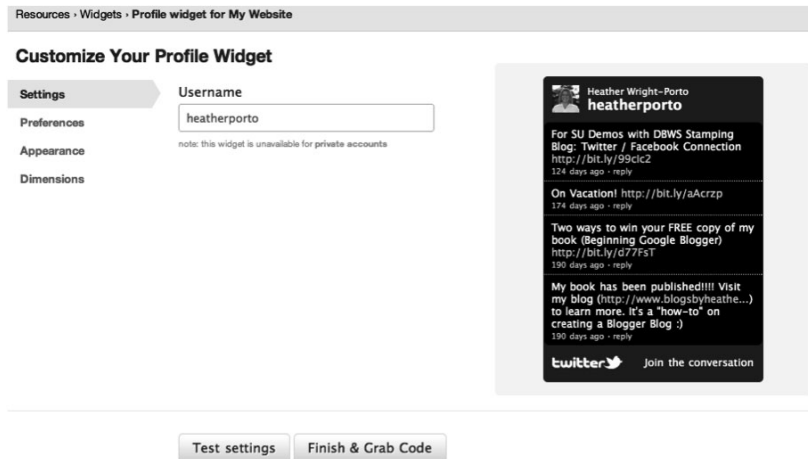 Resources › Widgets › Profile widget for My Website
Customize Your Profile Widget
Settings
Preferences
Appearance
Dimensions
Username
heatherporto
note: this widget is unavailable for private accounts
Heather Wright-Porto
heatherporto
For SU Demos with DBWS Stamping
Blog: Twitter / Facebook Connection
http://bit.ly/99cIc2
124 days ago · reply
On Vacation! http://bit.ly/aAcrzp
174 days ago · reply
Two ways to win your FREE copy of my
book (Beginning Google Blogger)
http://bit.ly/d77FsT
190 days ago · reply
My book has been published!!!! Visit
my blog (http://www.blogsbyheathe...)
to learn more. It's a "how-to" on
creating a Blogger Blog :)
190 days ago · reply
twitter
Join the conversation
Test settings
Finish & Grab Code